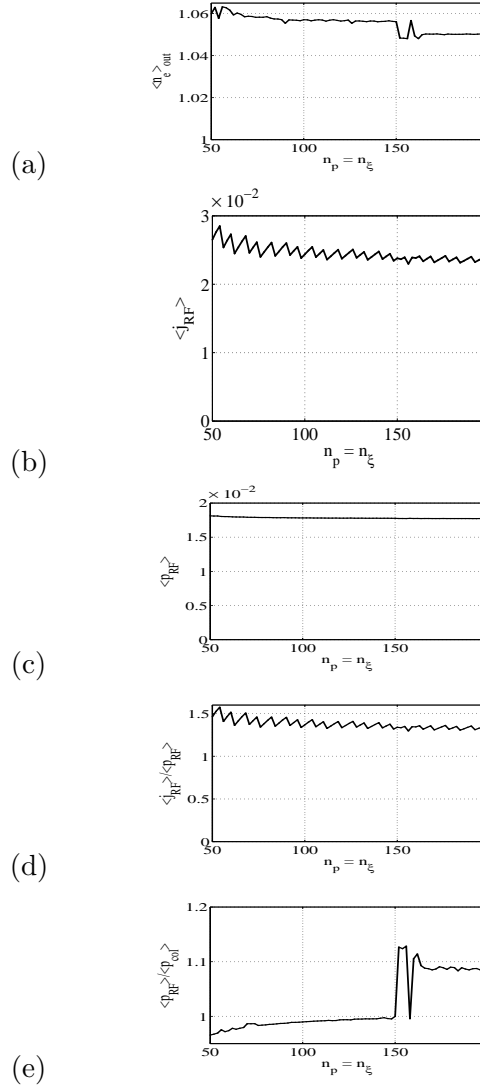 1.06
1.04
1.02
1
<n_e>_out
50 100 150
n_p = n_ξ
(a)
× 10^-2
3
2
1
0
<j_RF>
50 100 150
n_p = n_ξ
(b)
× 10^-2
2
1.5
1
0.5
0
<p_RF>
50 100 150
n_p = n_ξ
(c)
1.5
1
0.5
0
<j_RF>/<p_RF>
50 100 150
n_p = n_ξ
(d)
1.2
1.1
1
<p_RF>/<p_col>
50 100 150
n_p = n_ξ
(e)